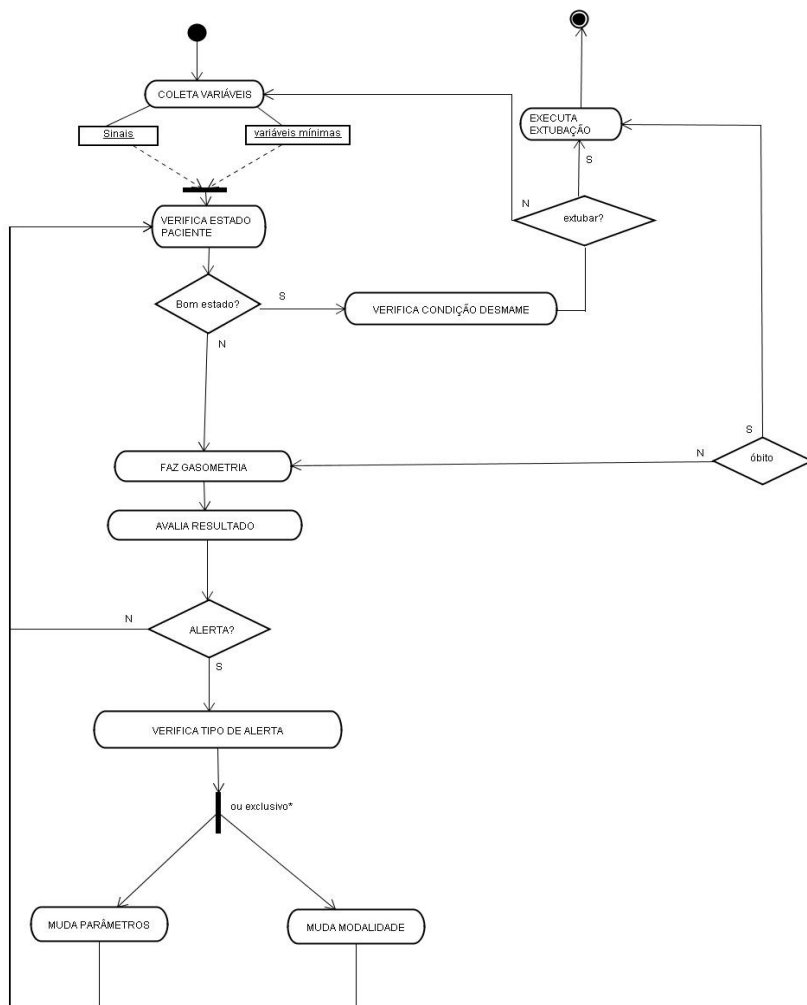 COLETA VARIÁVEIS
Sinais
variáveis mínimas
EXECUTA
EXTUBAÇÃO
S
N
extubar?
VERIFICA ESTADO
PACIENTE
Bom estado?
S
VERIFICA CONDIÇÃO DESMAME
N
S
FAZ GASOMETRIA
N
óbito
AVALIA RESULTADO
N
ALERTA?
S
VERIFICA TIPO DE ALERTA
ou exclusivo*
MUDA PARÂMETROS
MUDA MODALIDADE